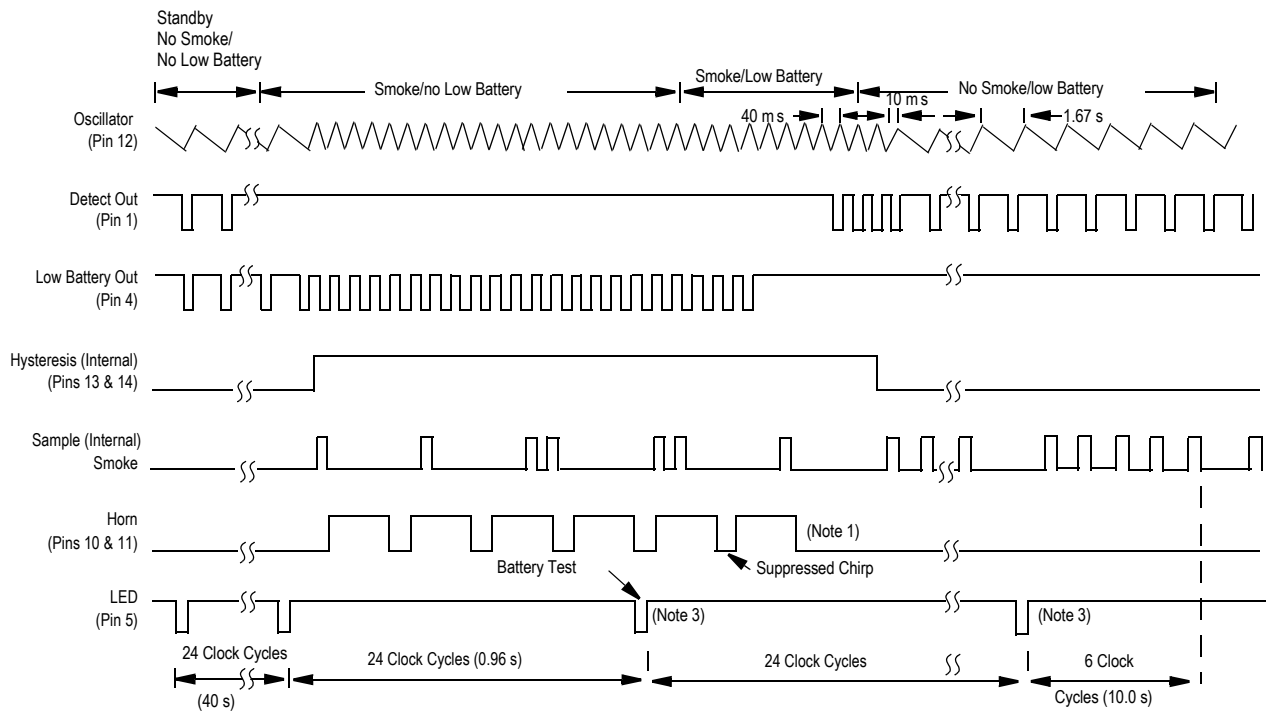 Standby
No Smoke/
No Low Battery
Smoke/no Low Battery
Smoke/Low Battery
No Smoke/low Battery
Oscillator
(Pin 12)
40 ms
10 ms
1.67 s
Detect Out
(Pin 1)
Low Battery Out
(Pin 4)
Hysteresis (Internal)
(Pins 13 & 14)
Sample (Internal)
Smoke
Horn
(Pins 10 & 11)
(Note 1)
Battery Test
Suppressed Chirp
LED
(Pin 5)
(Note 3)
(Note 3)
24 Clock Cycles
(40 s)
24 Clock Cycles (0.96 s)
24 Clock Cycles
6 Clock
Cycles (10.0 s)